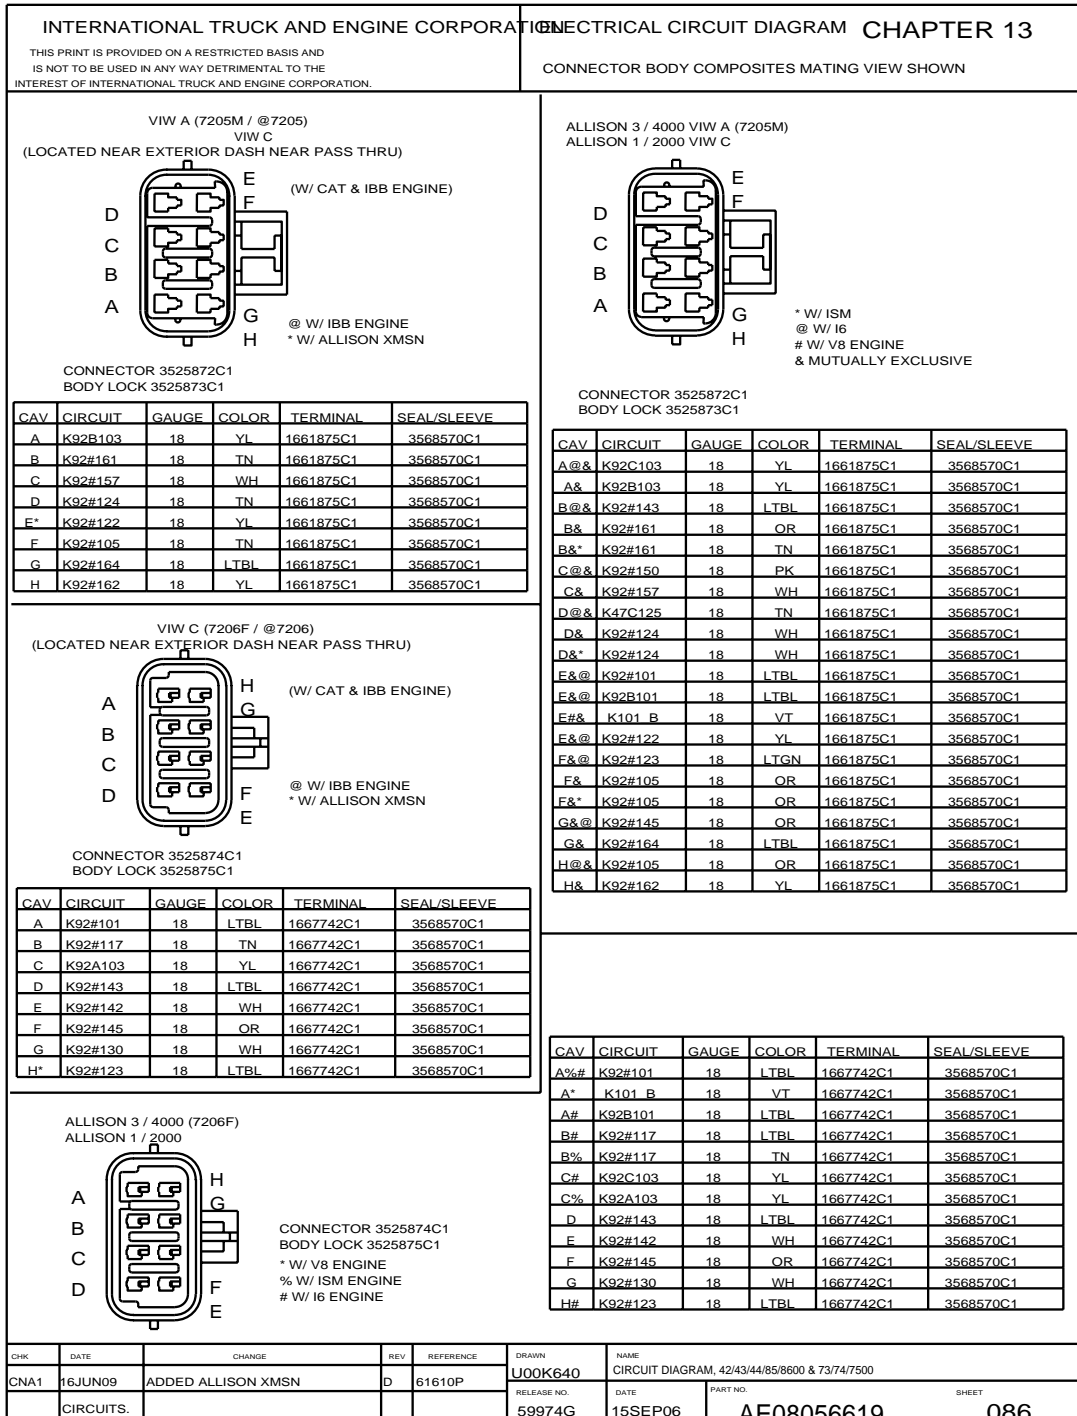 INTERNATIONAL TRUCK AND ENGINE CORPORATION
THIS PRINT IS PROVIDED ON A RESTRICTED BASIS AND
IS NOT TO BE USED IN ANY WAY DETRIMENTAL TO THE
INTEREST OF INTERNATIONAL TRUCK AND ENGINE CORPORATION.
ELECTRICAL CIRCUIT DIAGRAM CHAPTER 13
CONNECTOR BODY COMPOSITES MATING VIEW SHOWN
VIW A (7205M / @7205)
VIW C
(LOCATED NEAR EXTERIOR DASH NEAR PASS THRU)
(W/ CAT & IBB ENGINE)
E
F
D
C
B
A
G
H
@ W/ IBB ENGINE
* W/ ALLISON XMSN
CONNECTOR 3525872C1
BODY LOCK 3525873C1
CAV CIRCUIT GAUGE COLOR TERMINAL SEAL/SLEEVE
A K92B103 18 YL 1661875C1 3568570C1
B K92#161 18 TN 1661875C1 3568570C1
C K92#157 18 WH 1661875C1 3568570C1
D K92#124 18 TN 1661875C1 3568570C1
E* K92#122 18 YL 1661875C1 3568570C1
F K92#105 18 TN 1661875C1 3568570C1
G K92#164 18 LTBL 1661875C1 3568570C1
H K92#162 18 YL 1661875C1 3568570C1
VIW C (7206F / @7206)
(LOCATED NEAR EXTERIOR DASH NEAR PASS THRU)
(W/ CAT & IBB ENGINE)
H
G
A
B
C
D
F
E
@ W/ IBB ENGINE
* W/ ALLISON XMSN
CONNECTOR 3525874C1
BODY LOCK 3525875C1
CAV CIRCUIT GAUGE COLOR TERMINAL SEAL/SLEEVE
A K92#101 18 LTBL 1667742C1 3568570C1
B K92#117 18 TN 1667742C1 3568570C1
C K92A103 18 YL 1667742C1 3568570C1
D K92#143 18 LTBL 1667742C1 3568570C1
E K92#142 18 WH 1667742C1 3568570C1
F K92#145 18 OR 1667742C1 3568570C1
G K92#130 18 WH 1667742C1 3568570C1
H* K92#123 18 LTBL 1667742C1 3568570C1
ALLISON 3 / 4000 (7206F)
ALLISON 1 / 2000
H
G
A
B
C
D
F
E
CONNECTOR 3525874C1
BODY LOCK 3525875C1
* W/ V8 ENGINE
% W/ ISM ENGINE
# W/ I6 ENGINE
ALLISON 3 / 4000 VIW A (7205M)
ALLISON 1 / 2000 VIW C
E
F
D
C
B
A
G
H
* W/ ISM
@ W/ I6
# W/ V8 ENGINE
& MUTUALLY EXCLUSIVE
CONNECTOR 3525872C1
BODY LOCK 3525873C1
CAV CIRCUIT GAUGE COLOR TERMINAL SEAL/SLEEVE
A@& K92C103 18 YL 1661875C1 3568570C1
A& K92B103 18 YL 1661875C1 3568570C1
B@& K92#143 18 LTBL 1661875C1 3568570C1
B& K92#161 18 OR 1661875C1 3568570C1
B&* K92#161 18 TN 1661875C1 3568570C1
C@& K92#150 18 PK 1661875C1 3568570C1
C& K92#157 18 WH 1661875C1 3568570C1
D@& K47C125 18 TN 1661875C1 3568570C1
D& K92#124 18 WH 1661875C1 3568570C1
D&* K92#124 18 WH 1661875C1 3568570C1
E&@ K92#101 18 LTBL 1661875C1 3568570C1
E&@ K92B101 18 LTBL 1661875C1 3568570C1
E#& K101 B 18 VT 1661875C1 3568570C1
E&@ K92#122 18 YL 1661875C1 3568570C1
F&@ K92#123 18 LTGN 1661875C1 3568570C1
F& K92#105 18 OR 1661875C1 3568570C1
F&* K92#105 18 OR 1661875C1 3568570C1
G&@ K92#145 18 OR 1661875C1 3568570C1
G& K92#164 18 LTBL 1661875C1 3568570C1
H@& K92#105 18 OR 1661875C1 3568570C1
H& K92#162 18 YL 1661875C1 3568570C1
CAV CIRCUIT GAUGE COLOR TERMINAL SEAL/SLEEVE
A%# K92#101 18 LTBL 1667742C1 3568570C1
A* K101 B 18 VT 1667742C1 3568570C1
A# K92B101 18 LTBL 1667742C1 3568570C1
B# K92#117 18 LTBL 1667742C1 3568570C1
B% K92#117 18 TN 1667742C1 3568570C1
C# K92C103 18 YL 1667742C1 3568570C1
C% K92A103 18 YL 1667742C1 3568570C1
D K92#143 18 LTBL 1667742C1 3568570C1
E K92#142 18 WH 1667742C1 3568570C1
F K92#145 18 OR 1667742C1 3568570C1
G K92#130 18 WH 1667742C1 3568570C1
H# K92#123 18 LTBL 1667742C1 3568570C1
CHK DATE CHANGE REV REFERENCE
CNA1 16JUN09 ADDED ALLISON XMSN D 61610P
CIRCUITS.
DRAWN
U00K640
NAME
CIRCUIT DIAGRAM, 42/43/44/85/8600 & 73/74/7500
RELEASE NO. DATE PART NO. SHEET
59974G 15SEP06 AE08056619 086